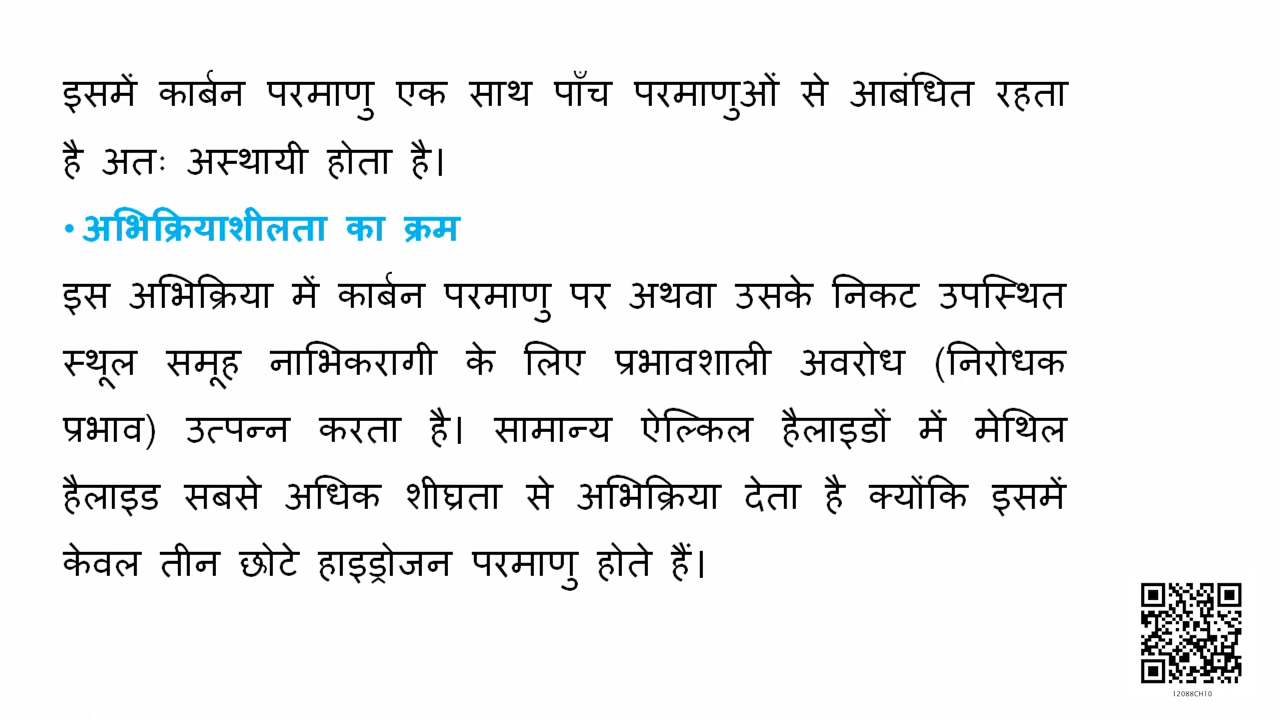 इसमें कार्बन परमाणु एक साथ पाँच परमाणुओं से आबंधित रहता
है अतः अस्थायी होता है।
• अभिक्रियाशीलता का क्रम
इस अभिक्रिया में कार्बन परमाणु पर अथवा उसके निकट उपस्थित
स्थूल समूह नाभिकरागी के लिए प्रभावशाली अवरोध (निरोधक
प्रभाव) उत्पन्न करता है। सामान्य ऐल्किल हैलाइडों में मेथिल
हैलाइड सबसे अधिक शीघ्रता से अभिक्रिया देता है क्योंकि इसमें
केवल तीन छोटे हाइड्रोजन परमाणु होते हैं।
12088CH10